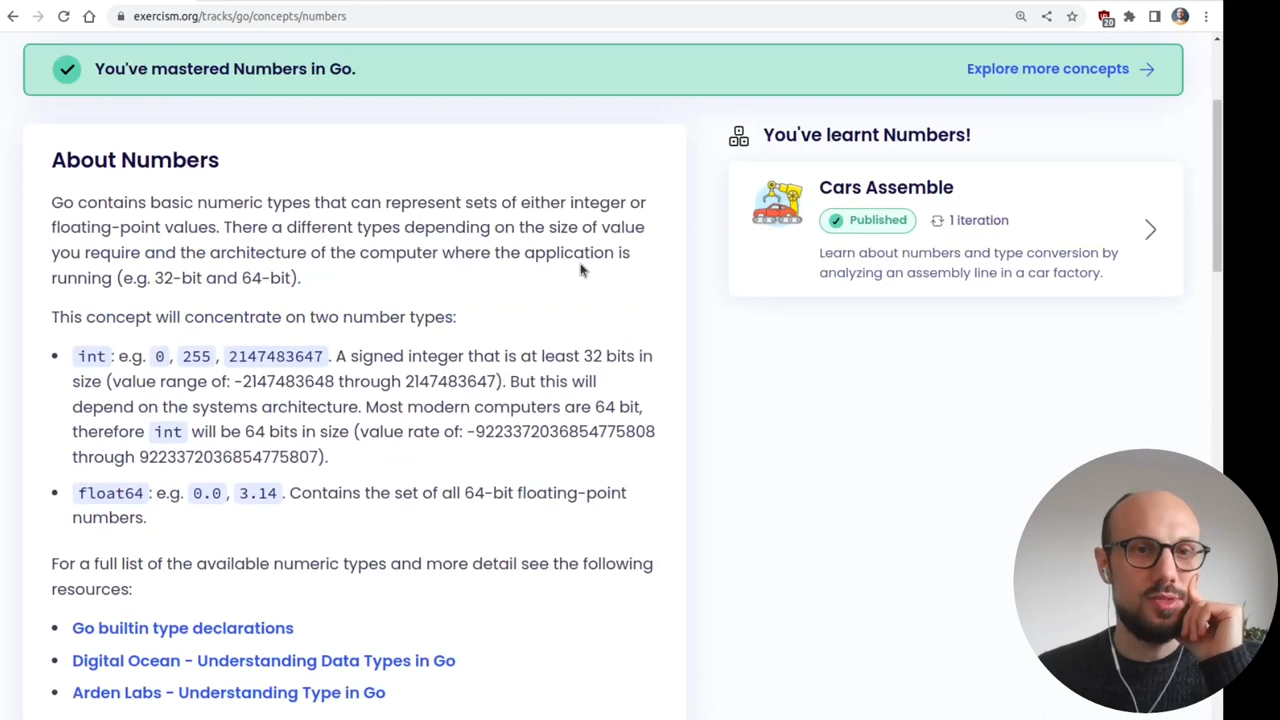 exercism.org/tracks/go/concepts/numbers
20
You've mastered Numbers in Go.
Explore more concepts
About Numbers
Go contains basic numeric types that can represent sets of either integer or
floating-point values. There a different types depending on the size of value
you require and the architecture of the computer where the application is
running (e.g. 32-bit and 64-bit).
This concept will concentrate on two number types:
• int: e.g. 0, 255, 2147483647. A signed integer that is at least 32 bits in
size (value range of: -2147483648 through 2147483647). But this will
depend on the systems architecture. Most modern computers are 64 bit,
therefore int will be 64 bits in size (value rate of: -9223372036854775808
through 9223372036854775807).
• float64: e.g. 0.0, 3.14. Contains the set of all 64-bit floating-point
numbers.
For a full list of the available numeric types and more detail see the following
resources:
• Go builtin type declarations
• Digital Ocean - Understanding Data Types in Go
• Arden Labs - Understanding Type in Go
You've learnt Numbers!
Cars Assemble
Published 1 iteration
Learn about numbers and type conversion by
analyzing an assembly line in a car factory.